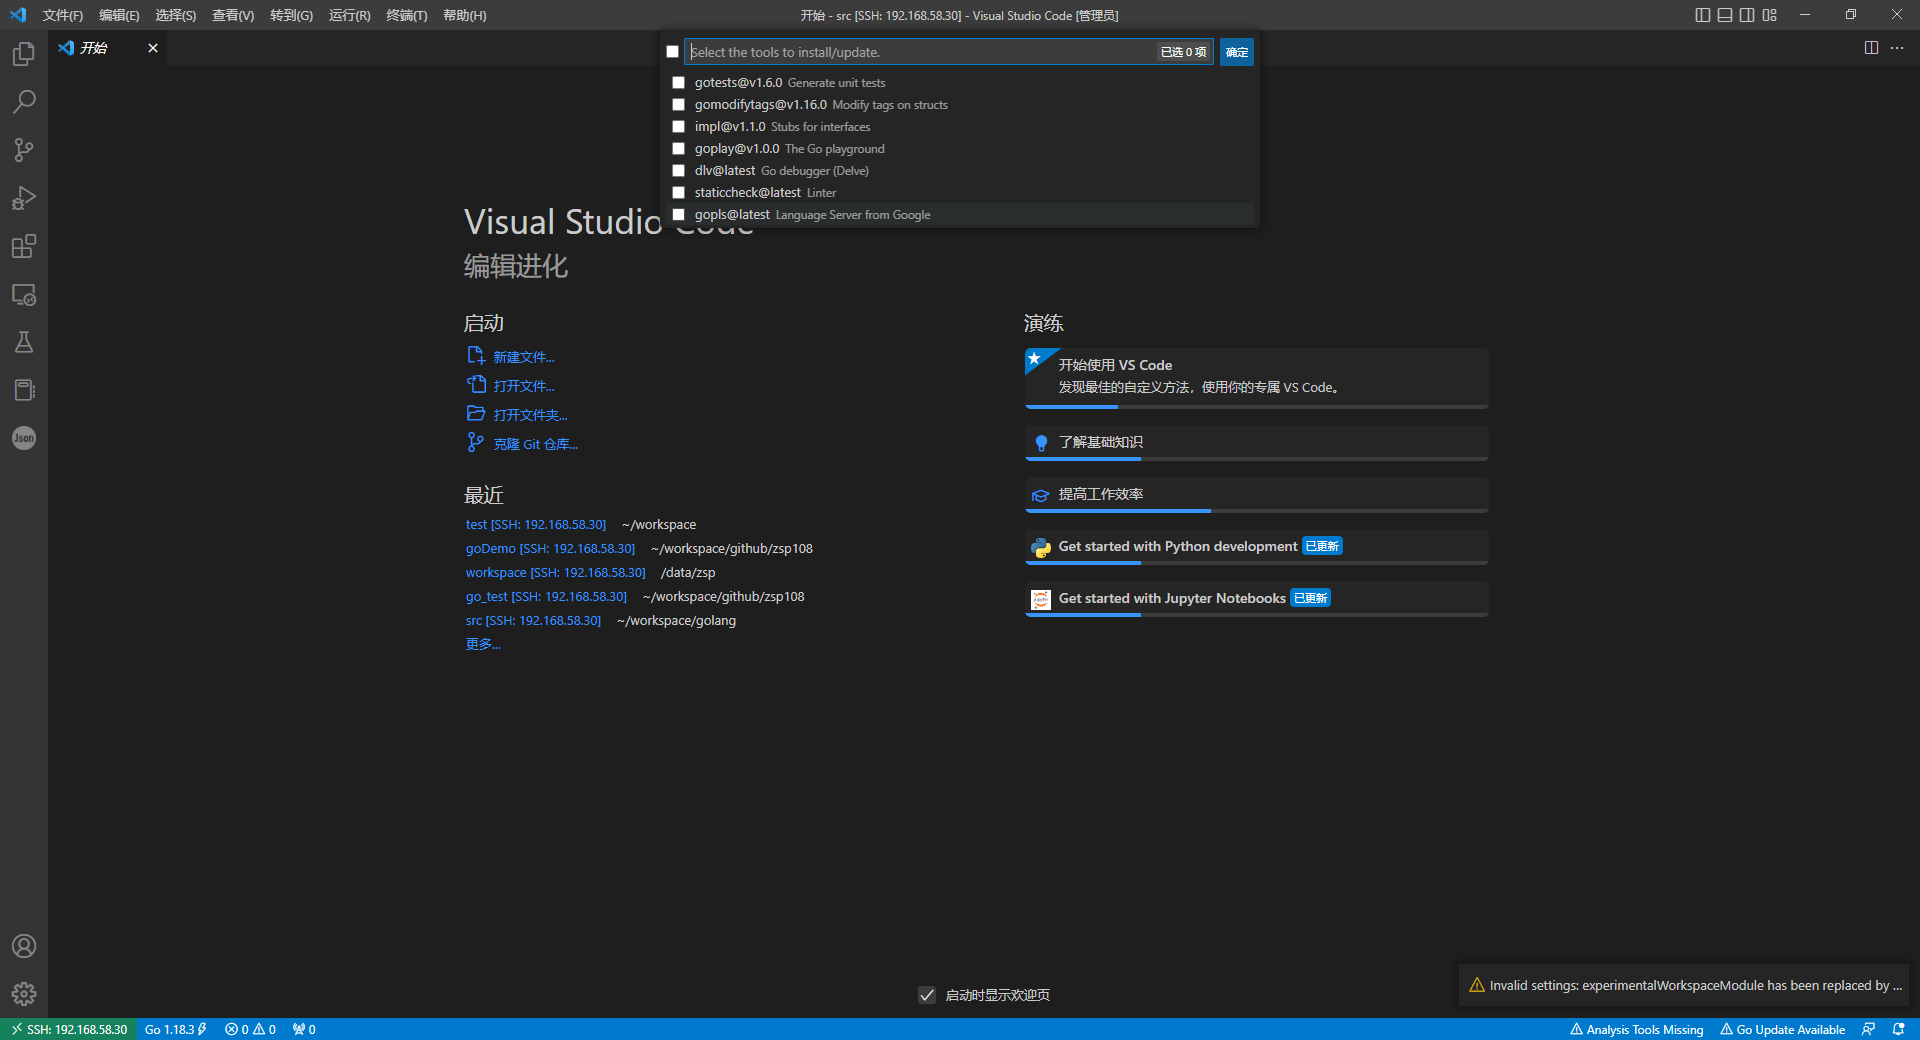 文件(F) 编辑(E) 选择(S) 查看(V) 转到(G) 运行(R) 终端(T) 帮助(H) 开始 - src [SSH: 192.168.58.30] - Visual Studio Code [管理员]
开始
Select the tools to install/update. 已选 0 项 确定
gotests@v1.6.0 Generate unit tests
gomodifytags@v1.16.0 Modify tags on structs
impl@v1.1.0 Stubs for interfaces
goplay@v1.0.0 The Go playground
dlv@latest Go debugger (Delve)
staticcheck@latest Linter
gopls@latest Language Server from Google
Visual Studio Code
编辑进化
启动
新建文件...
打开文件...
打开文件夹...
克隆 Git 仓库...
最近
test [SSH: 192.168.58.30] ~/workspace
goDemo [SSH: 192.168.58.30] ~/workspace/github/zsp108
workspace [SSH: 192.168.58.30] /data/zsp
go_test [SSH: 192.168.58.30] ~/workspace/github/zsp108
src [SSH: 192.168.58.30] ~/workspace/golang
更多...
演练
开始使用 VS Code
发现最佳的自定义方法，使用你的专属 VS Code。
了解基础知识
提高工作效率
Get started with Python development 已更新
Get started with Jupyter Notebooks 已更新
Json
启动时显示欢迎页
Invalid settings: experimentalWorkspaceModule has been replaced by ...
SSH: 192.168.58.30 Go 1.18.3 0 0 0 Analysis Tools Missing Go Update Available